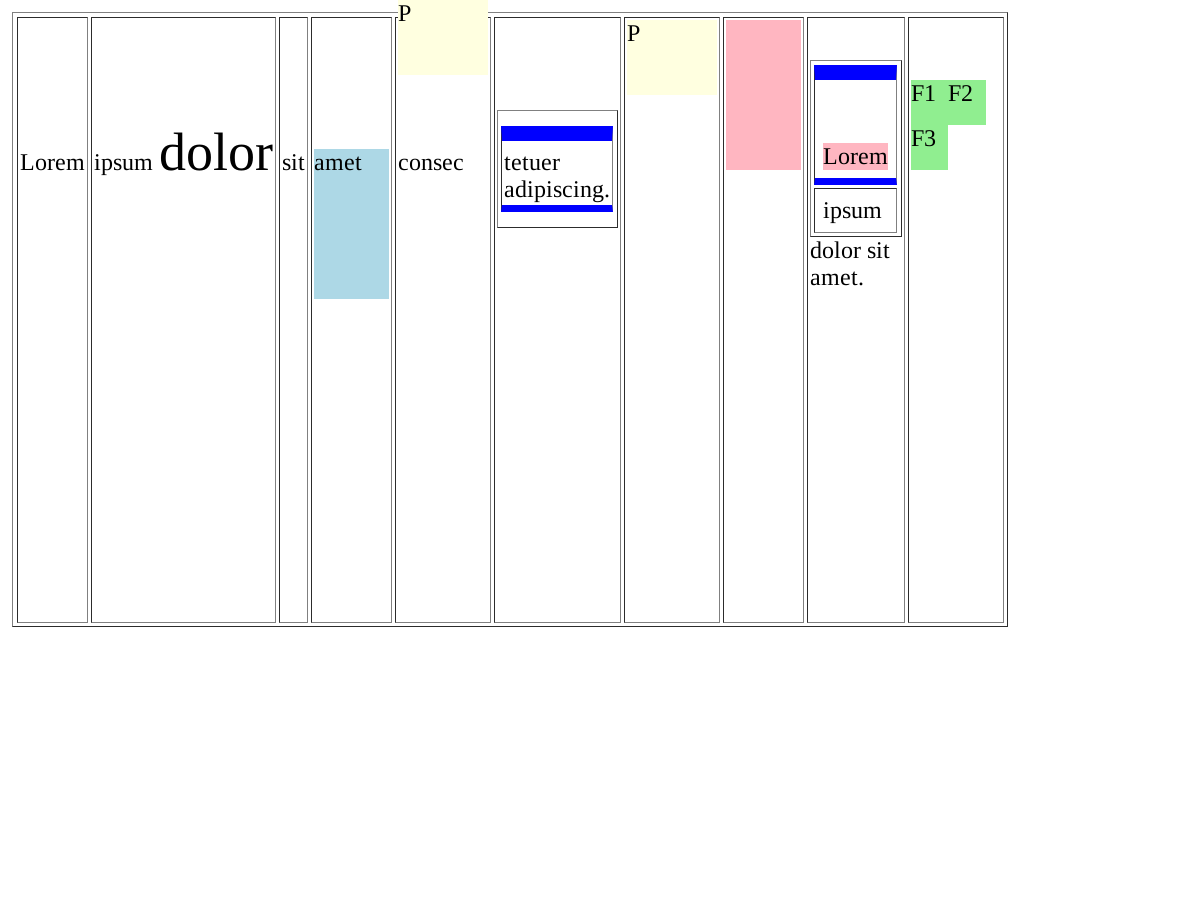 P
P
F1 F2
F3
Lorem ipsum dolor sit amet consec tetuer
adipiscing.
Lorem
ipsum
dolor sit
amet.